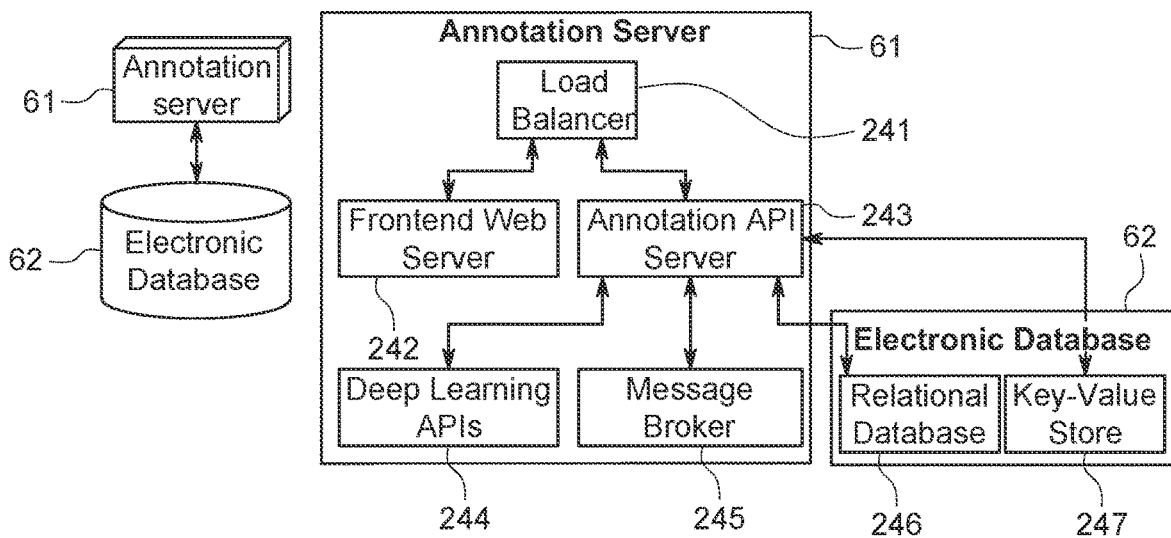 Annotation
server
61
Electronic
Database
62
Annotation Server
61
Load
Balancer
241
Frontend Web
Server
242
Annotation API
Server
243
Deep Learning
APIs
244
Message
Broker
245
62
Electronic Database
Relational
Database
246
Key-Value
Store
247